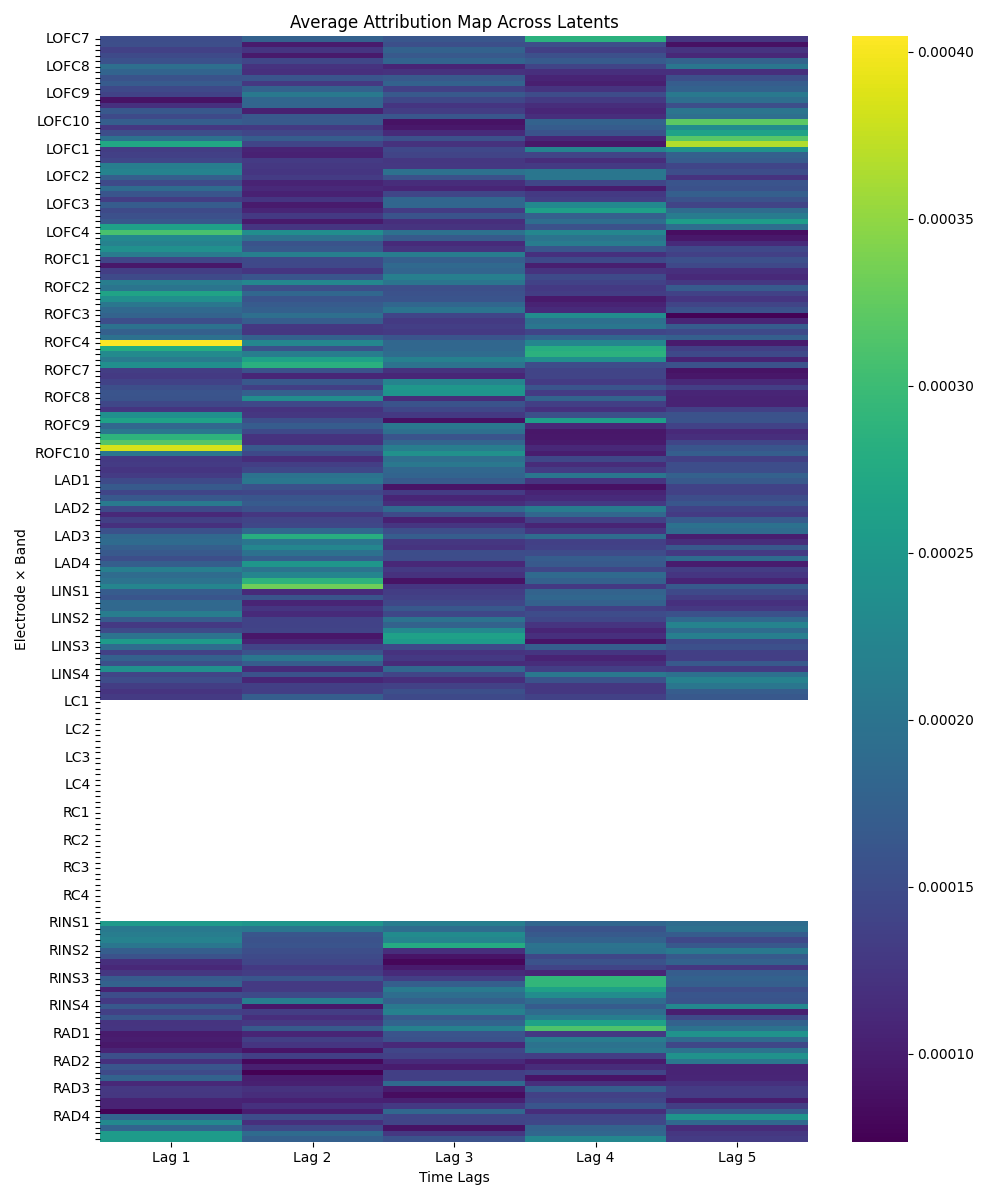 Average Attribution Map Across Latents
LOFC7
LOFC8
LOFC9
LOFC10
LOFC1
LOFC2
LOFC3
LOFC4
ROFC1
ROFC2
ROFC3
ROFC4
ROFC7
ROFC8
ROFC9
ROFC10
LAD1
LAD2
LAD3
LAD4
LINS1
LINS2
LINS3
LINS4
LC1
LC2
LC3
LC4
RC1
RC2
RC3
RC4
RINS1
RINS2
RINS3
RINS4
RAD1
RAD2
RAD3
RAD4
Electrode × Band
Lag 1
Lag 2
Lag 3
Lag 4
Lag 5
Time Lags
0.00040
0.00035
0.00030
0.00025
0.00020
0.00015
0.00010